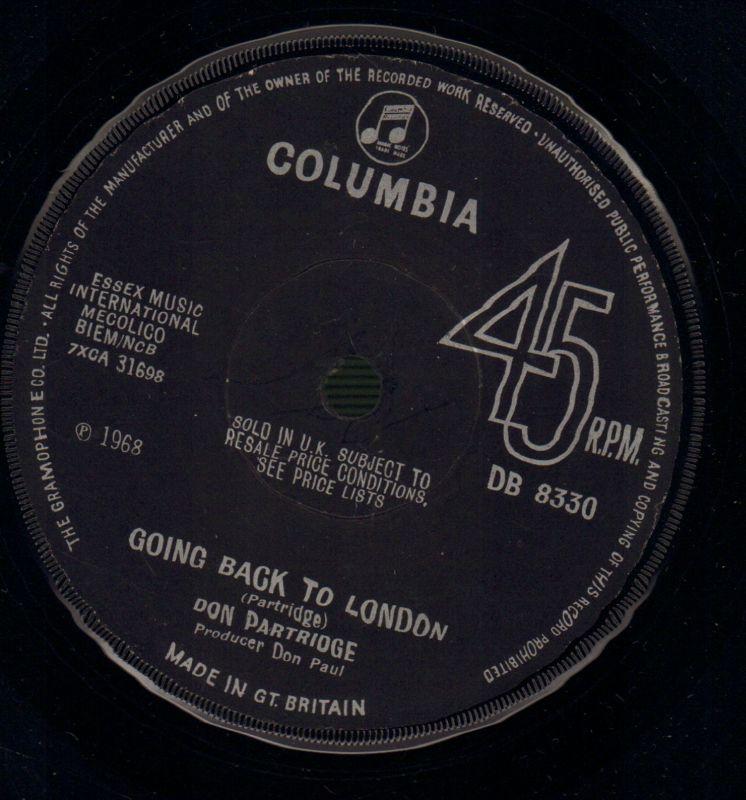 THE GRAMOPHONE CO. LTD. · ALL RIGHTS OF THE MANUFACTURER AND OF THE OWNER OF THE RECORDED WORK RESERVED · UNAUTHORISED PUBLIC PERFORMANCE BROADCASTING AND COPYING OF THIS RECORD PROHIBITED
COLUMBIA
ESSEX MUSIC
INTERNATIONAL
MECOLICO
BIEM/NCB
7XCA 31698
℗ 1968
45 R.P.M.
DB 8330
SOLD IN U.K. SUBJECT TO
RESALE PRICE CONDITIONS,
SEE PRICE LISTS
GOING BACK TO LONDON
(Partridge)
DON PARTRIDGE
Producer Don Paul
MADE IN GT. BRITAIN